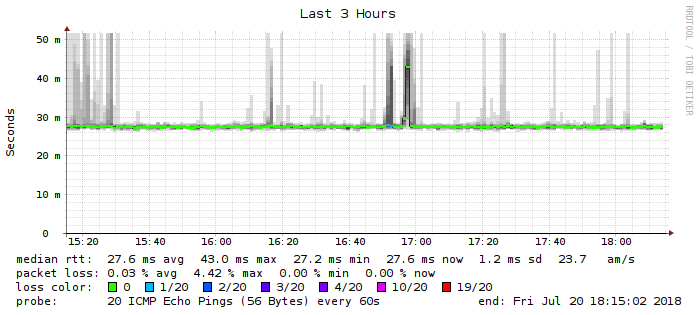 Last 3 Hours
RRDTOOL / TOBI OETIKER
Seconds
50 m
40 m
30 m
20 m
10 m
0
15:20 15:40 16:00 16:20 16:40 17:00 17:20 17:40 18:00
median rtt: 27.6 ms avg 43.0 ms max 27.2 ms min 27.6 ms now 1.2 ms sd 23.7 am/s
packet loss: 0.03 % avg 4.42 % max 0.00 % min 0.00 % now
loss color: 0 1/20 2/20 3/20 4/20 10/20 19/20
probe: 20 ICMP Echo Pings (56 Bytes) every 60s end: Fri Jul 20 18:15:02 2018